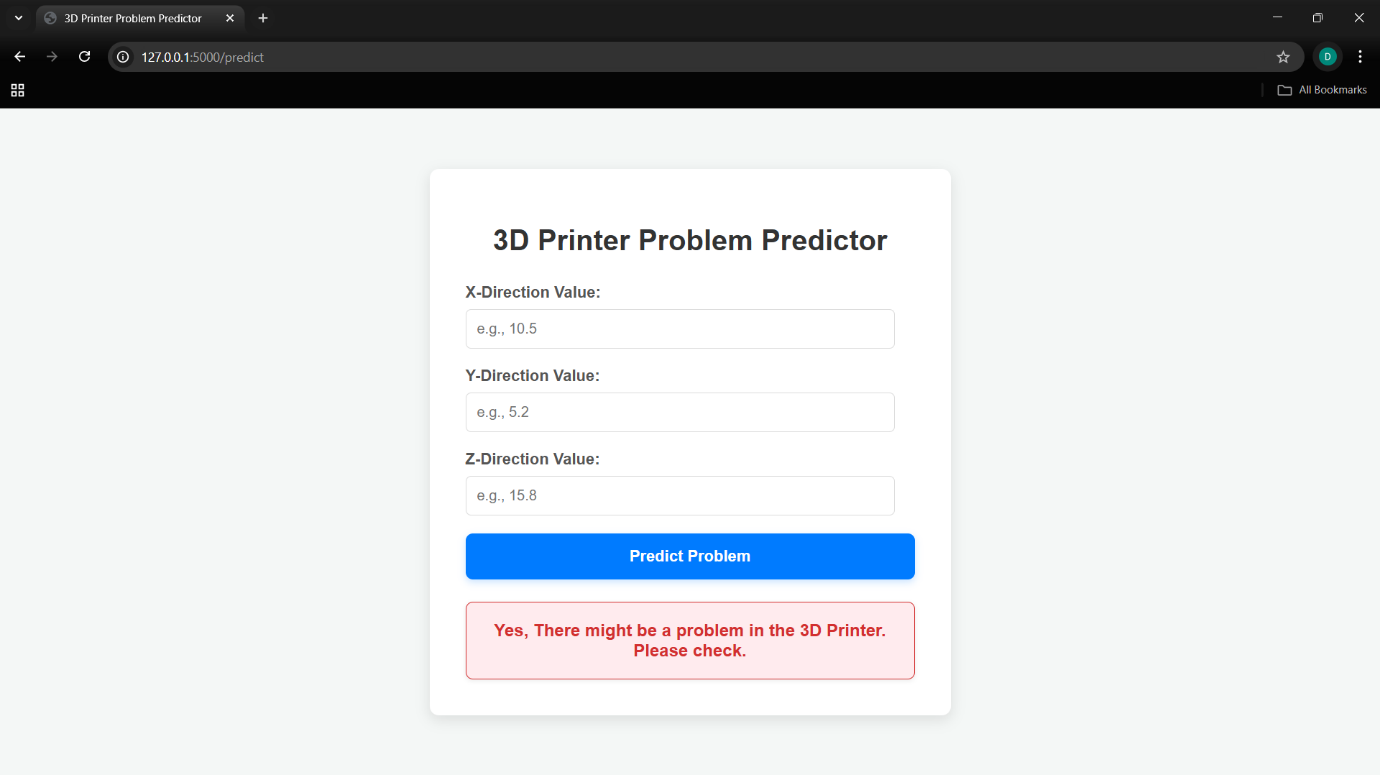 3D Printer Problem Predictor
127.0.0.1:5000/predict
D
All Bookmarks
3D Printer Problem Predictor
X-Direction Value:
e.g., 10.5
Y-Direction Value:
e.g., 5.2
Z-Direction Value:
e.g., 15.8
Predict Problem
Yes, There might be a problem in the 3D Printer.
Please check.